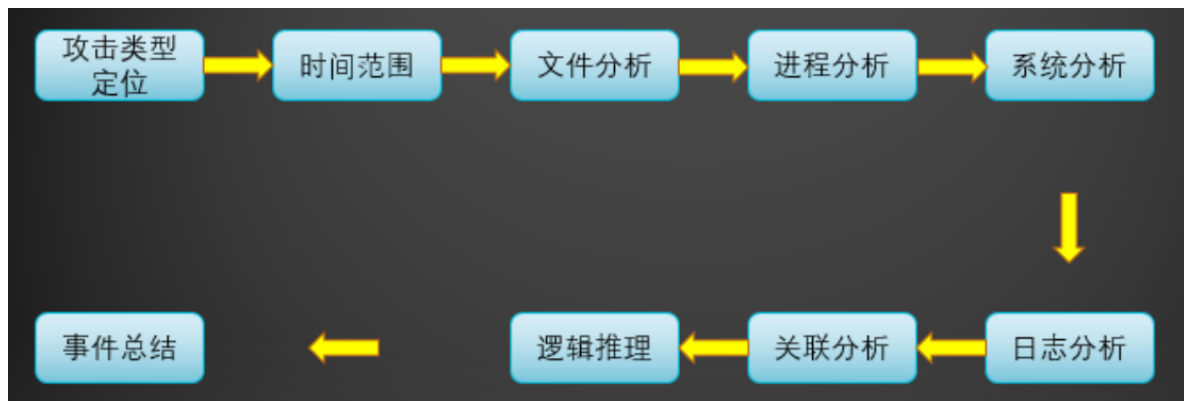 攻击类型
定位
时间范围
文件分析
进程分析
系统分析
日志分析
关联分析
逻辑推理
事件总结